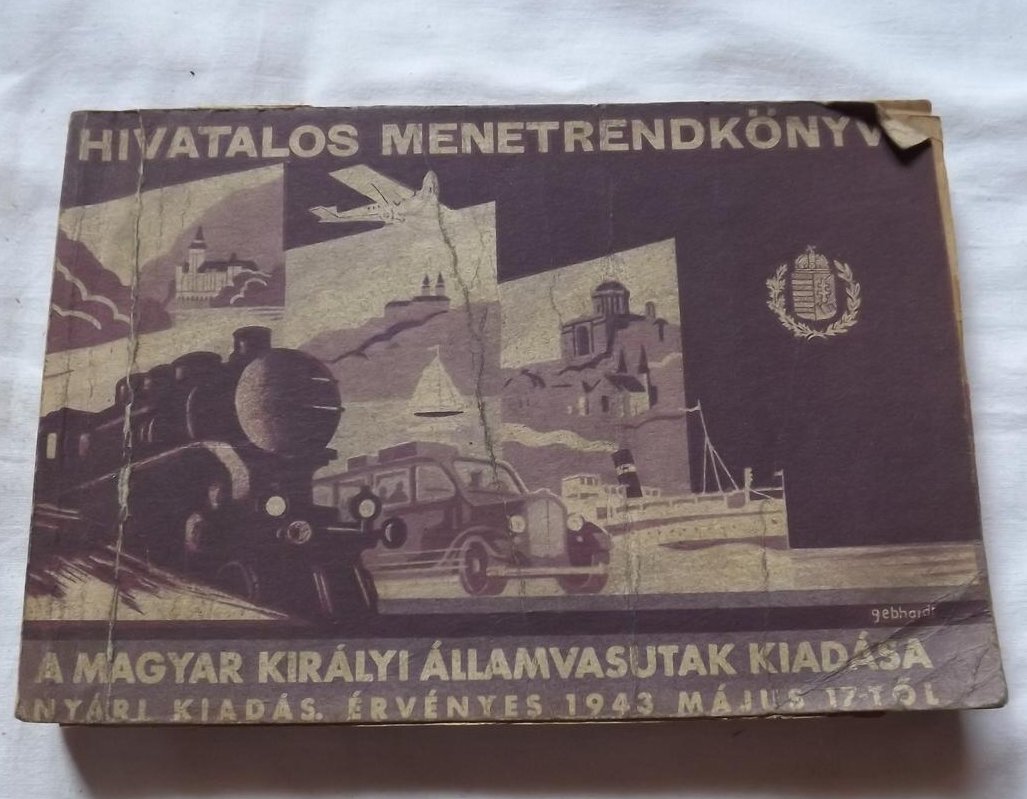 HIVATALOS MENETRENDKÖNYV
gebhardt
A MAGYAR KIRÁLYI ÁLLAMVASUTAK KIADÁSA
NYÁRI KIADÁS. ÉRVÉNYES 1943 MÁJUS 17-TŐL